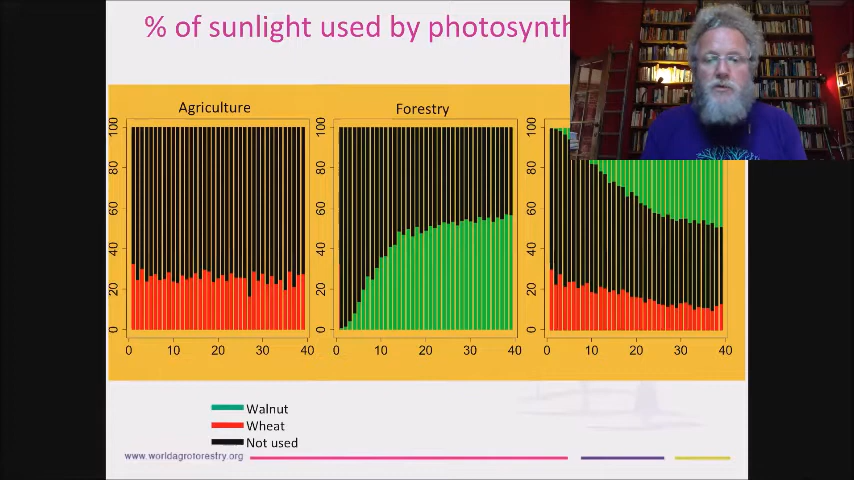 % of sunlight used by photosynth
Agriculture
Forestry
100
80
60
40
20
0
0 10 20 30 40
100
80
60
40
20
0
0 10 20 30 40
100
80
60
40
20
0
0 10 20 30 40
Walnut
Wheat
Not used
www.worldagroforestry.org